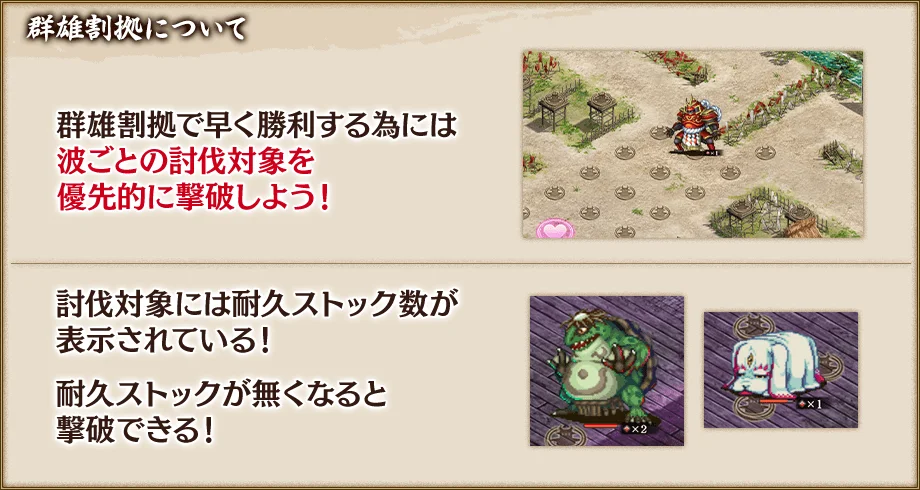 群雄割拠について
群雄割拠で早く勝利する為には
波ごとの討伐対象を
優先的に撃破しよう！
討伐対象には耐久ストック数が
表示されている！
耐久ストックが無くなると
撃破できる！
×2
×1